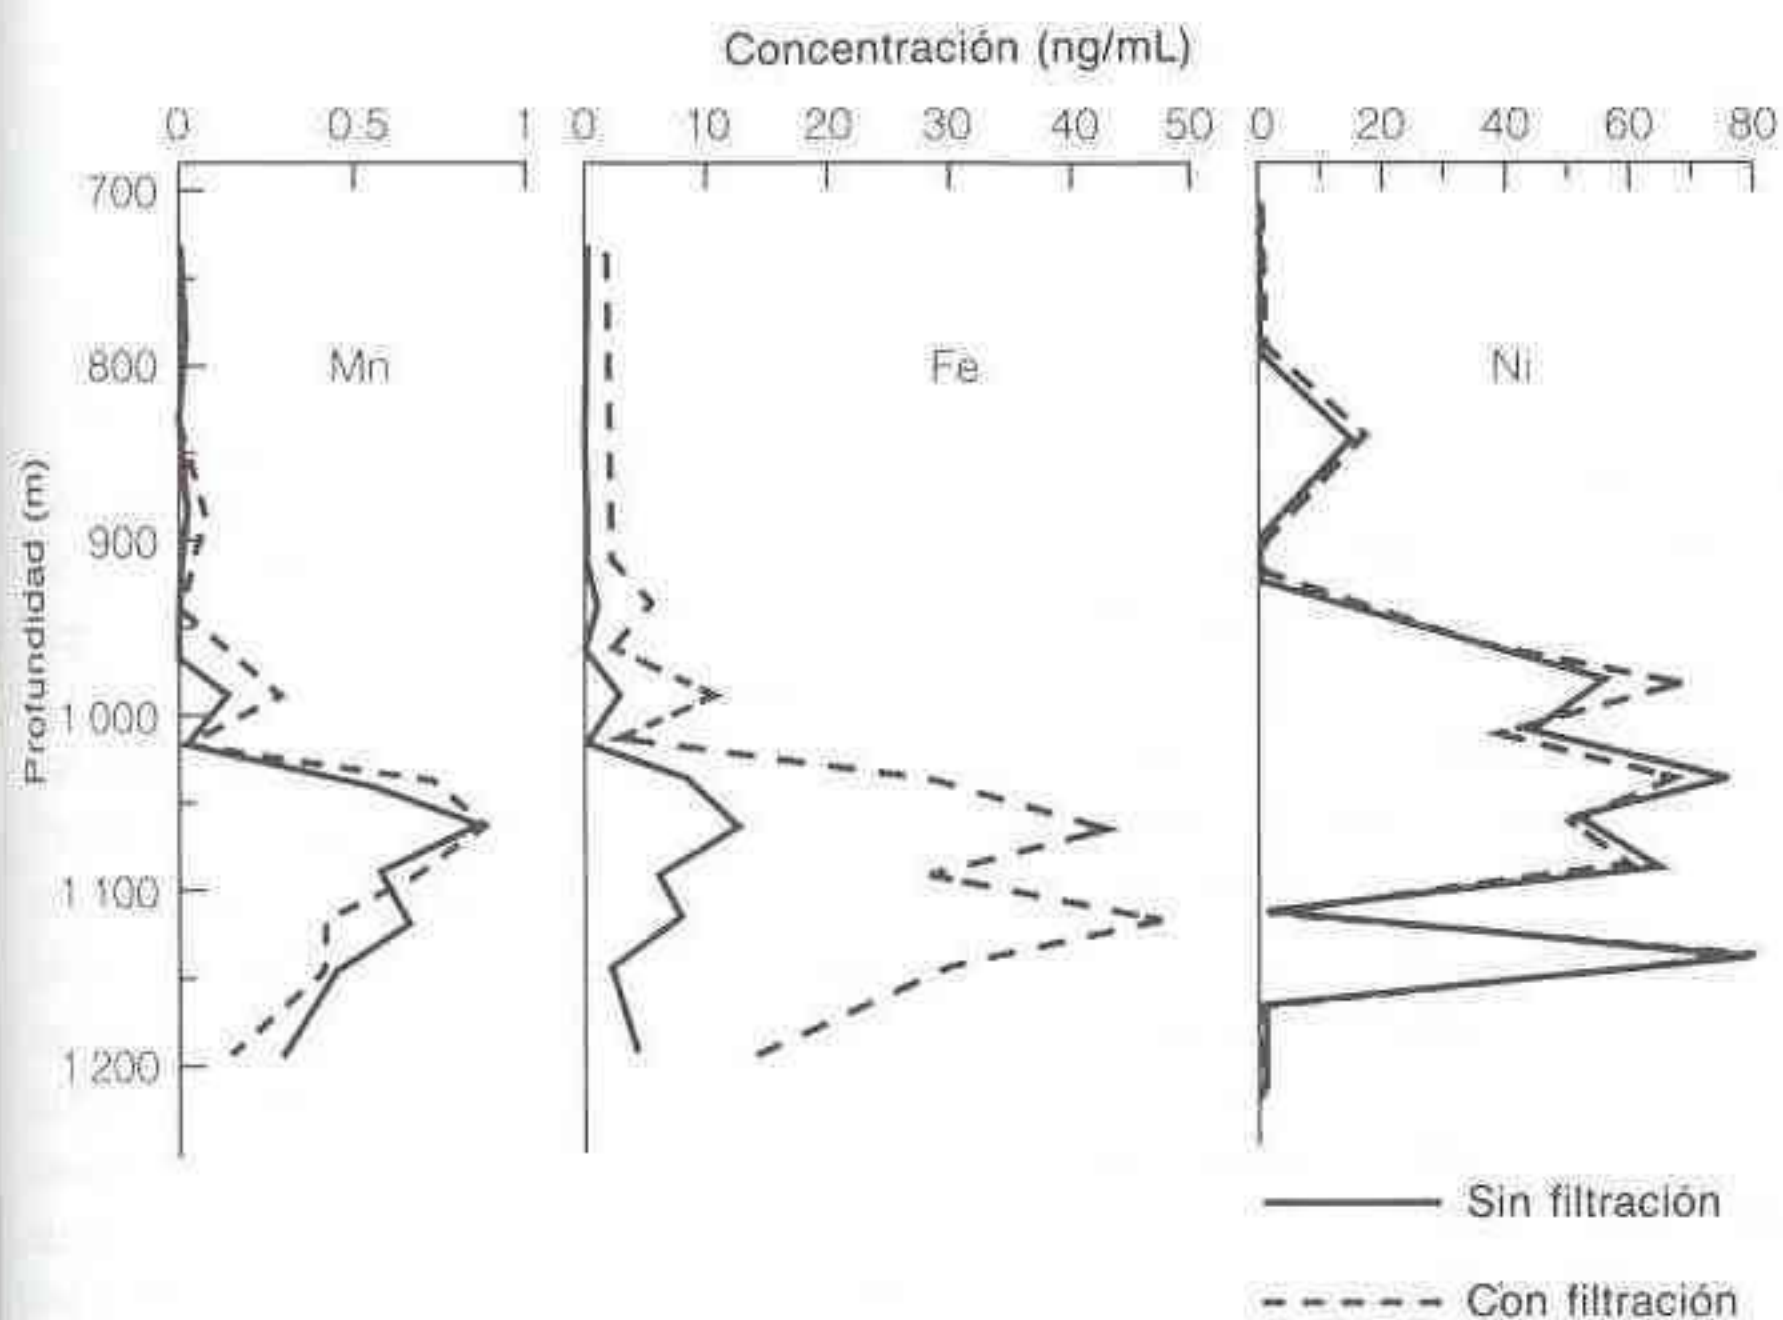 Concentración (ng/mL)
0 0.5 1 0 10 20 30 40 50 0 20 40 60 80
700
800
Mn Fe Ni
900
1 000
1 100
1 200
Profundidad (m)
Sin filtración
Con filtración